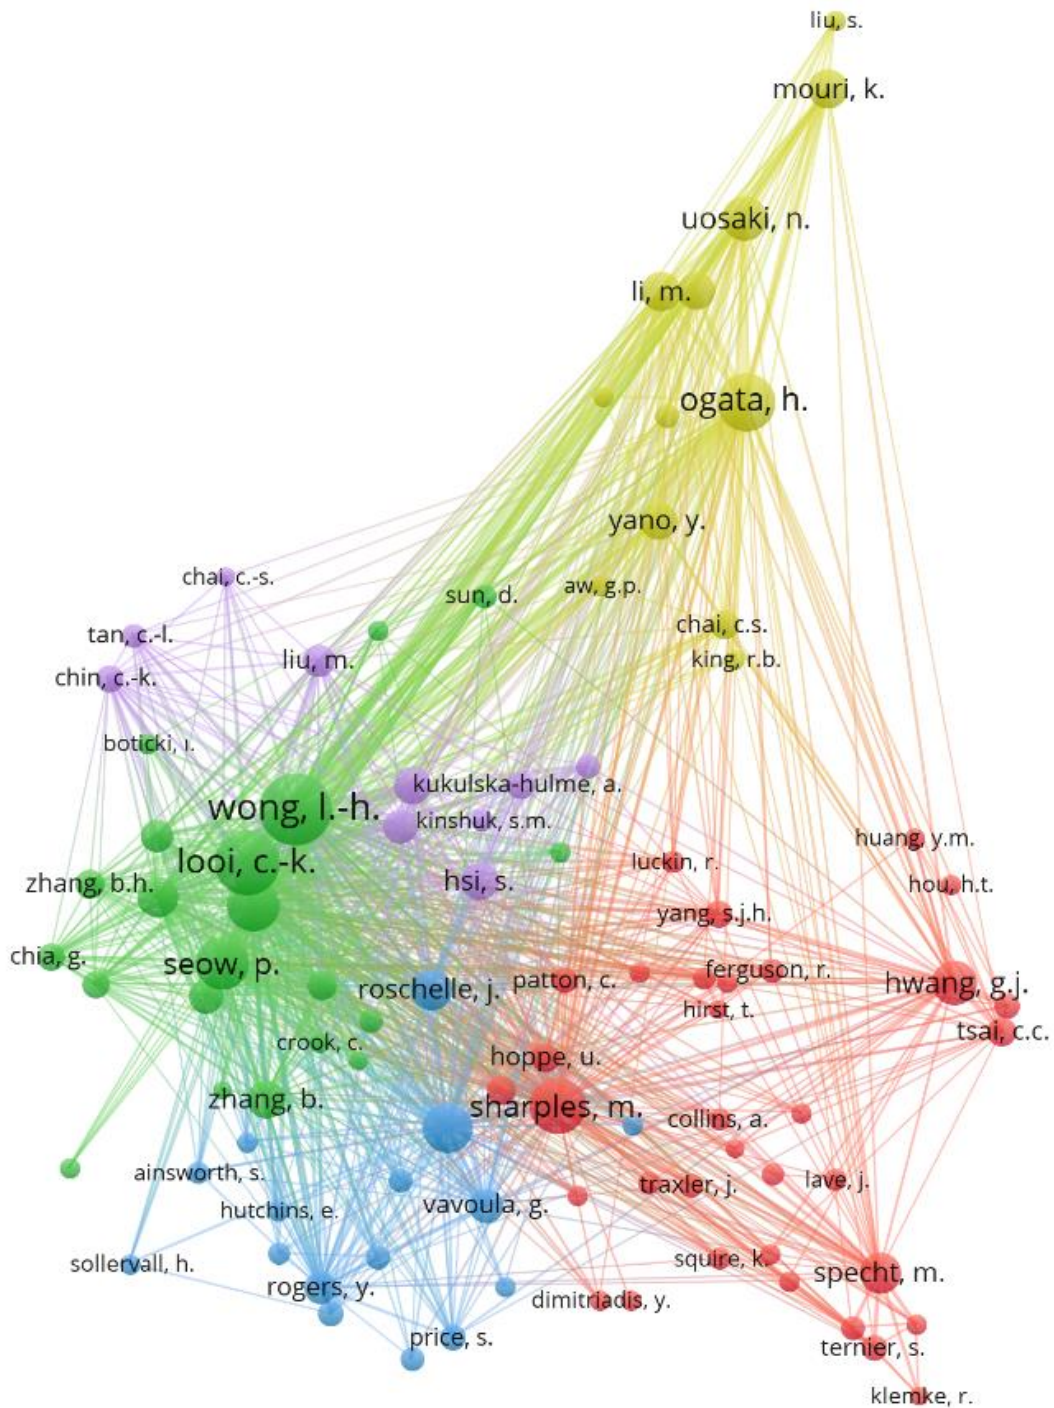 liu, s.
mouri, k.
uosaki, n.
li, m.
ogata, h.
yano, y.
chai, c.-s.
aw, g.p.
sun, d.
chai, c.s.
tan, c.-l.
liu, m.
king, r.b.
chin, c.-k.
boticki, ı.
kukulska-hulme, a.
wong, l.-h.
kinshuk, s.m.
huang, y.m.
looi, c.-k.
luckin, r.
zhang, b.h.
hsi, s.
hou, h.t.
yang, s.j.h.
chia, g.
seow, p.
ferguson, r.
patton, c.
hwang, g.j.
roschelle, j.
hirst, t.
tsai, c.c.
crook, c.
hoppe, u.
zhang, b.
sharples, m.
collins, a.
ainsworth, s.
traxler, j.
lave, j.
vavoula, g.
hutchins, e.
sollervall, h.
squire, k.
specht, m.
rogers, y.
dimitriadis, y.
price, s.
ternier, s.
klemke, r.